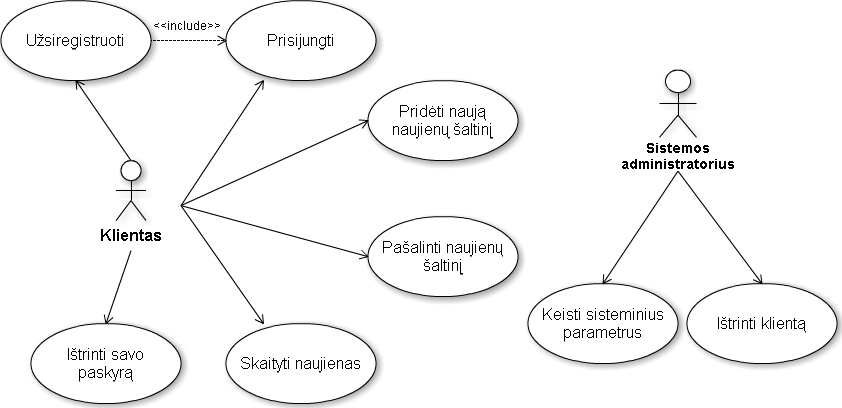 <<include>>
Užsiregistruoti
Prisijungti
Pridėti naują
naujienų šaltinį
Sistemos
administratorius
Klientas
Pašalinti naujienų
šaltinį
Keisti sisteminius
parametrus
Ištrinti klientą
Ištrinti savo
paskyrą
Skaityti naujienas